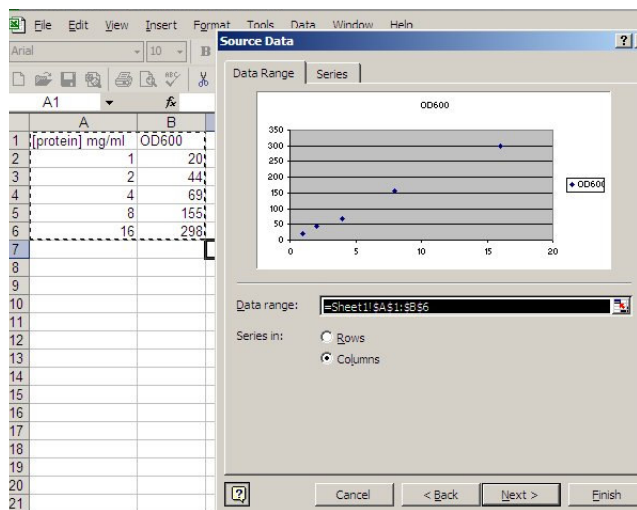 File Edit View Insert Format Tools Data Window Help
Arial 10 B
Source Data ?
ABC
A1 fx
Data Range Series
A B
1 [protein] mg/ml OD600
2 1 20
3 2 44
4 4 69
5 8 155
6 16 298
7
8
9
10
11
12
13
14
15
16
17
18
19
20
21
OD600
350
300
250
200
150
100
50
0
0 5 10 15 20
OD600
Data range: =Sheet1!$A$1:$B$6
Series in: Rows
Columns
? Cancel < Back Next > Finish